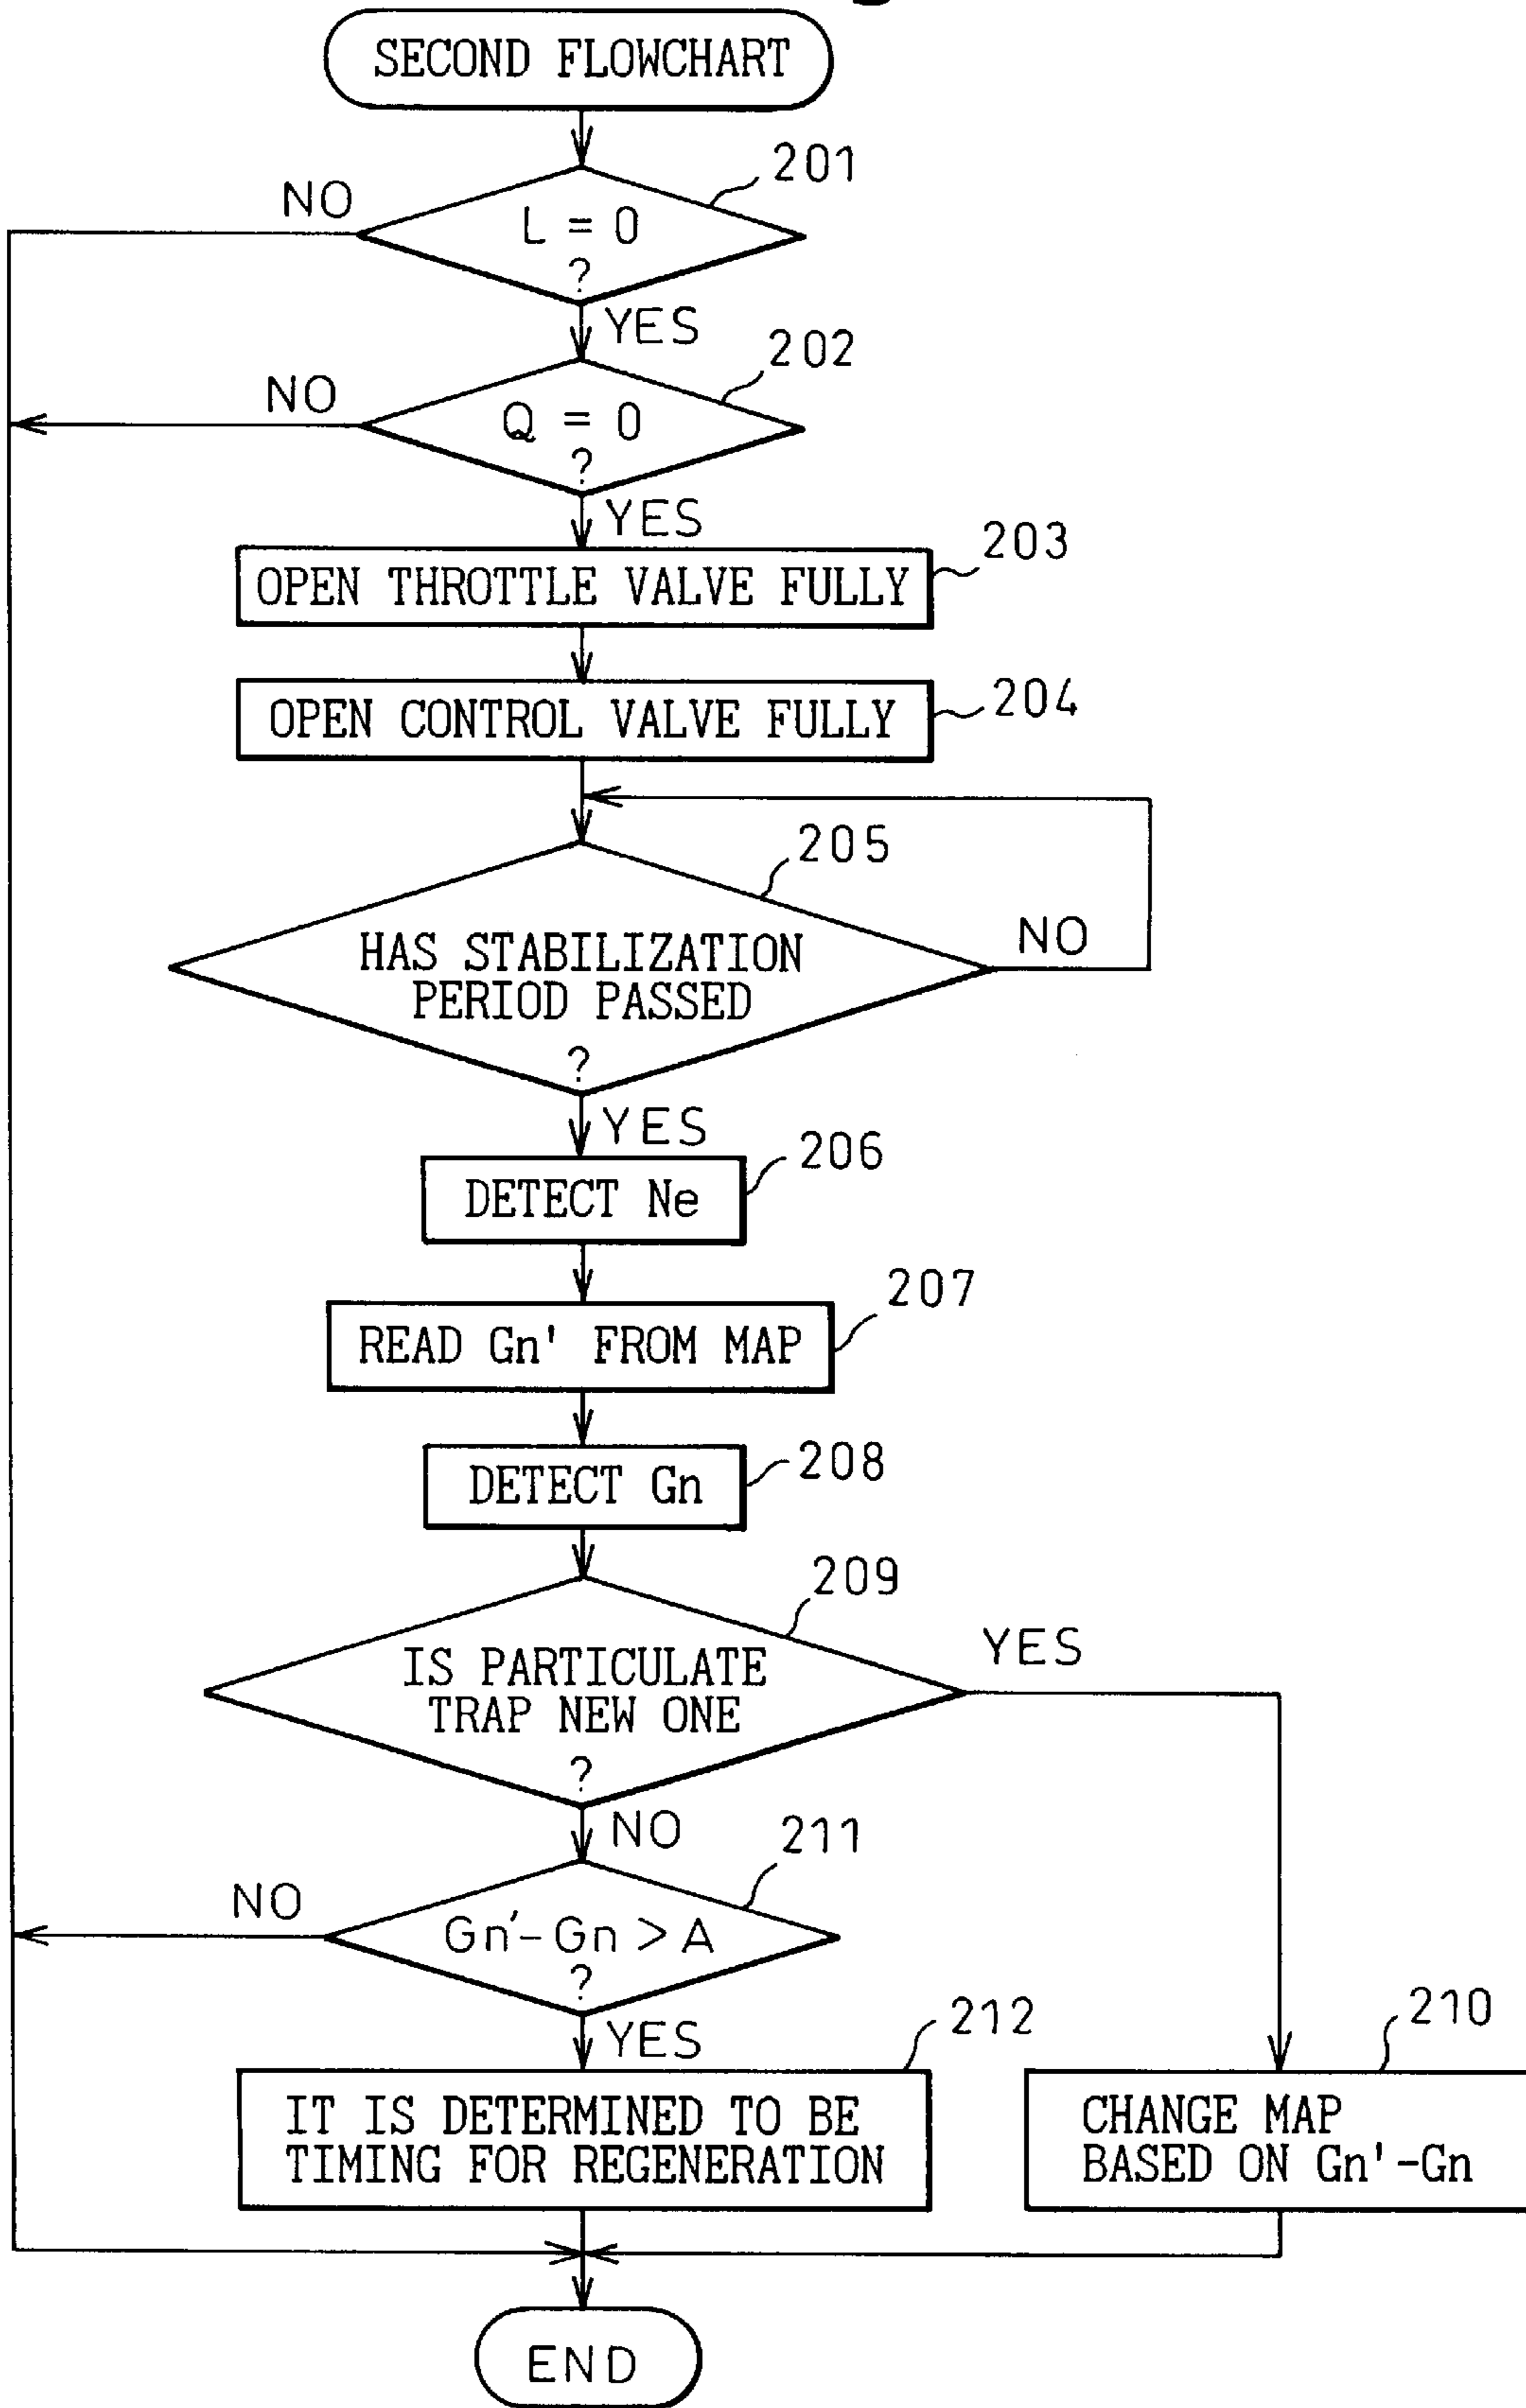 SECOND FLOWCHART
201
NO
L = 0
?
YES
202
NO
Q = 0
?
YES
203
OPEN THROTTLE VALVE FULLY
204
OPEN CONTROL VALVE FULLY
205
HAS STABILIZATION
PERIOD PASSED
?
NO
YES
206
DETECT Ne
207
READ Gn' FROM MAP
208
DETECT Gn
209
IS PARTICULATE
TRAP NEW ONE
?
YES
NO
211
NO
Gn'-Gn > A
?
YES
212
IT IS DETERMINED TO BE
TIMING FOR REGENERATION
210
CHANGE MAP
BASED ON Gn'-Gn
END